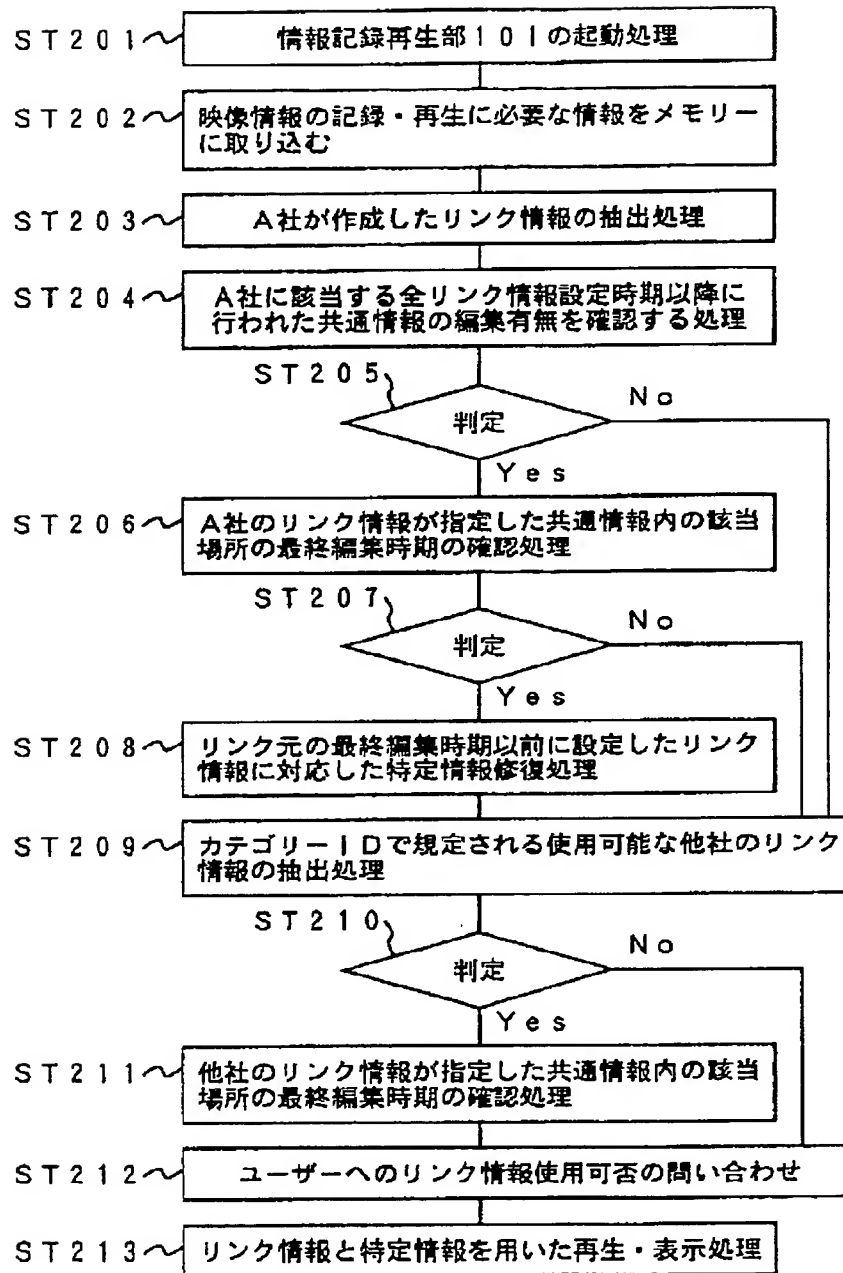 ST201 情報記録再生部101の起動処理
ST202 映像情報の記録・再生に必要な情報をメモリー
に取り込む
ST203 A社が作成したリンク情報の抽出処理
ST204 A社に該当する全リンク情報設定時期以降に
行われた共通情報の編集有無を確認する処理
ST205
判定
No
Yes
ST206 A社のリンク情報が指定した共通情報内の該当
場所の最終編集時期の確認処理
ST207
判定
No
Yes
ST208 リンク元の最終編集時期以前に設定したリンク
情報に対応した特定情報修復処理
ST209 カテゴリーIDで規定される使用可能な他社のリンク
情報の抽出処理
ST210
判定
No
Yes
ST211 他社のリンク情報が指定した共通情報内の該当
場所の最終編集時期の確認処理
ST212 ユーザーへのリンク情報使用可否の問い合わせ
ST213 リンク情報と特定情報を用いた再生・表示処理